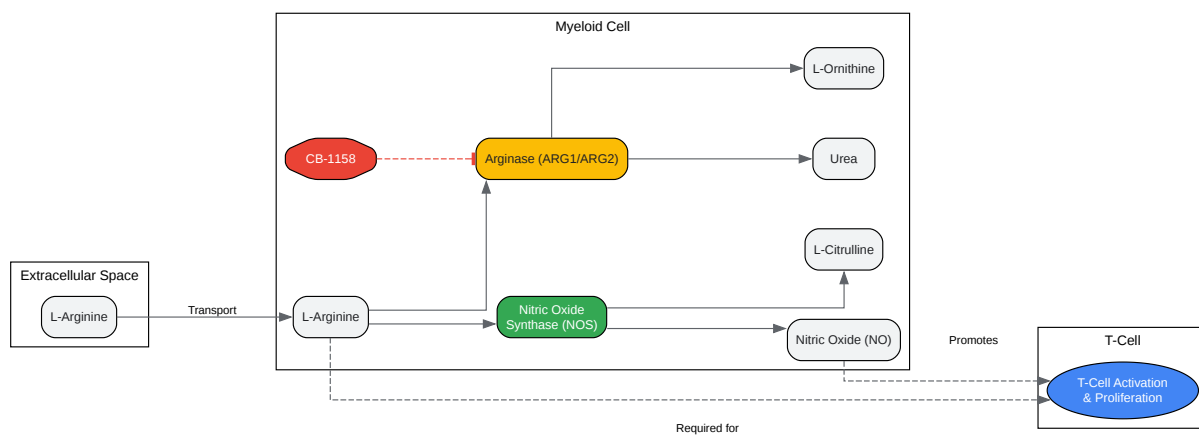 Myeloid Cell
L-Ornithine
CB-1158
Arginase (ARG1/ARG2)
Urea
L-Citrulline
Extracellular Space
L-Arginine
Transport
L-Arginine
Nitric Oxide
Synthase (NOS)
Nitric Oxide (NO)
Promotes
T-Cell
T-Cell Activation
& Proliferation
Required for